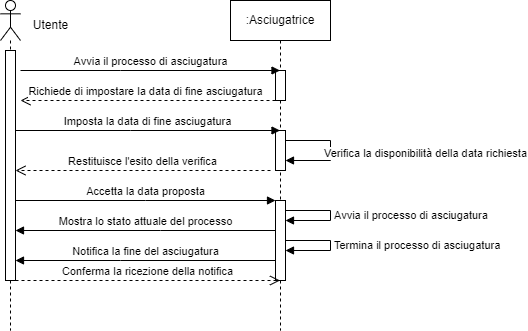 Utente
:Asciugatrice
Avvia il processo di asciugatura
Richiede di impostare la data di fine asciugatura
Imposta la data di fine asciugatura
Verifica la disponibilità della data richiesta
Restituisce l'esito della verifica
Accetta la data proposta
Avvia il processo di asciugatura
Mostra lo stato attuale del processo
Termina il processo di asciugatura
Notifica la fine del asciugatura
Conferma la ricezione della notifica